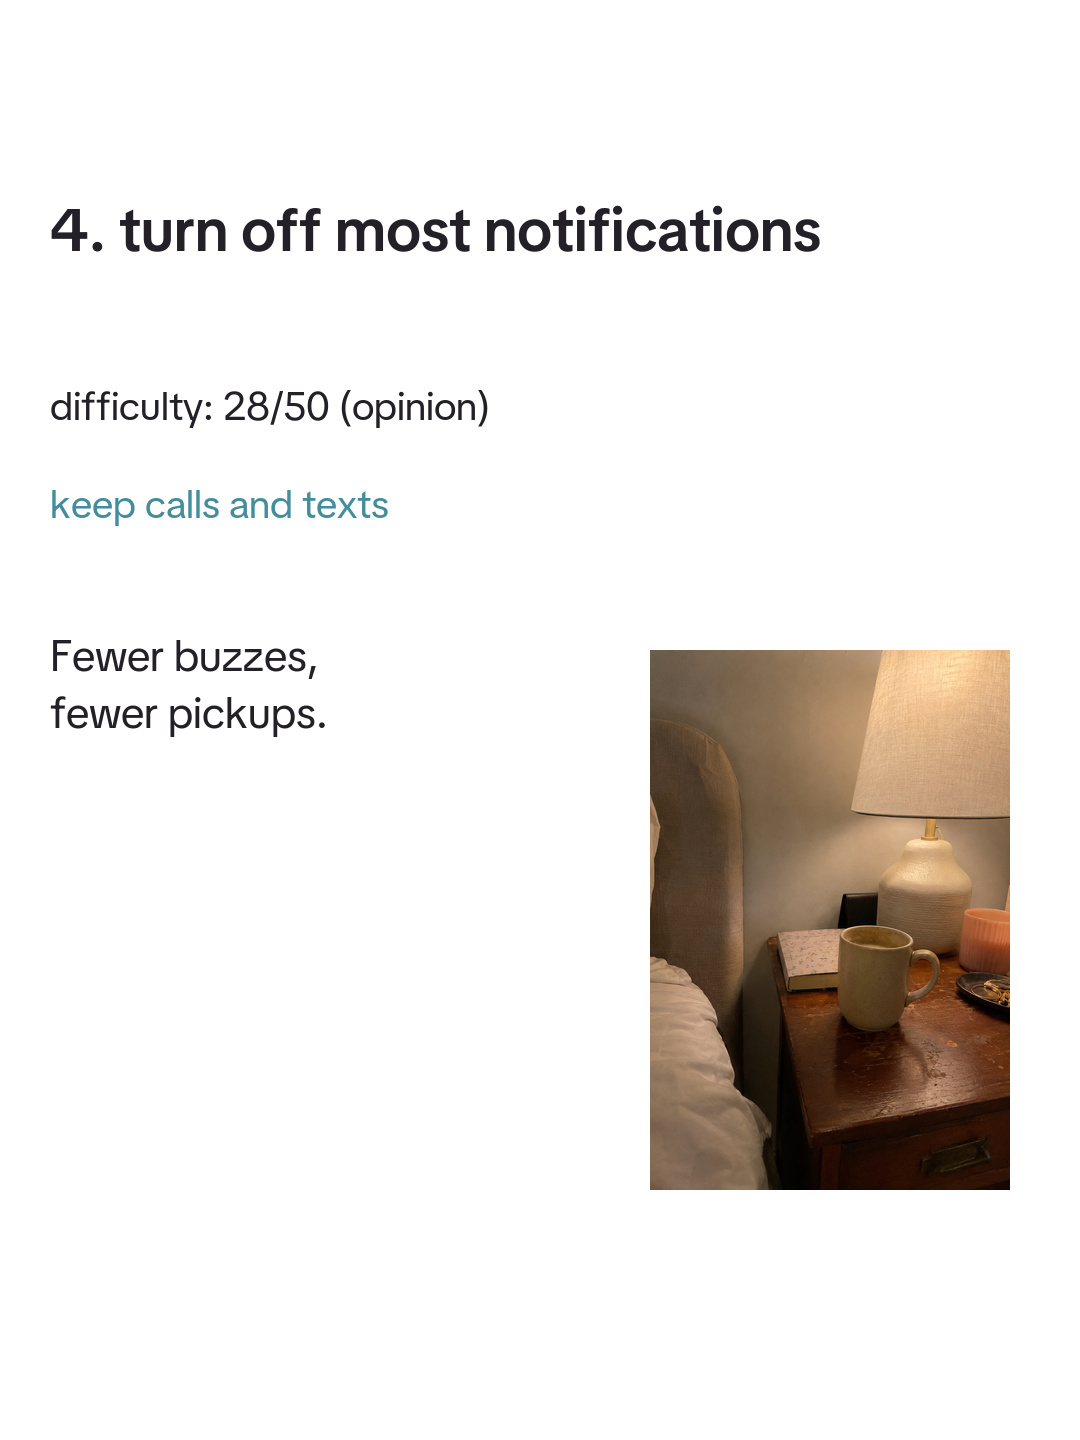 4. turn off most notifications
difficulty: 28/50 (opinion)
keep calls and texts
Fewer buzzes,
fewer pickups.